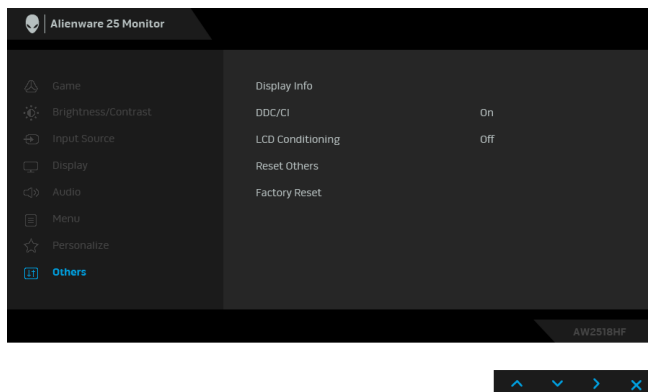 Alienware 25 Monitor
Game
Brightness/Contrast
Input Source
Display
Audio
Menu
Personalize
Others
Display Info
DDC/CI On
LCD Conditioning Off
Reset Others
Factory Reset
AW2518HF